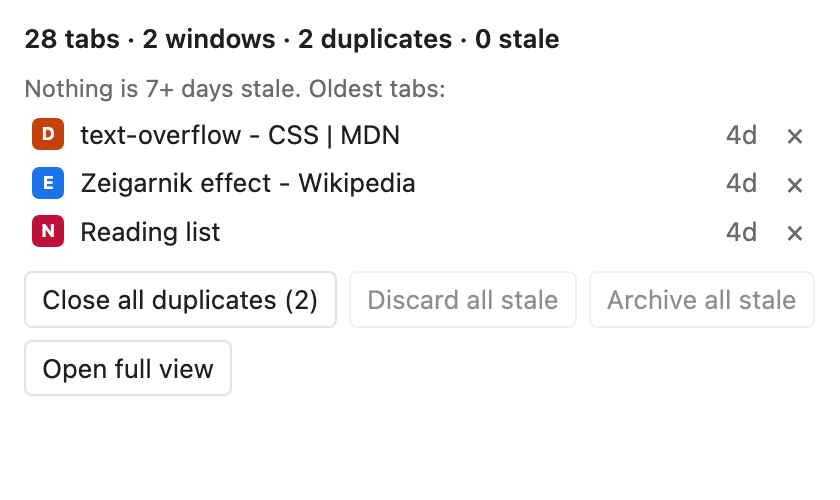 28 tabs · 2 windows · 2 duplicates · 0 stale
Nothing is 7+ days stale. Oldest tabs:
D text-overflow - CSS | MDN 4d ×
E Zeigarnik effect - Wikipedia 4d ×
N Reading list 4d ×
Close all duplicates (2) Discard all stale Archive all stale
Open full view